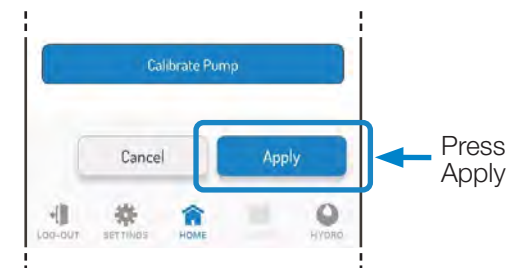 Calibrate Pump
Cancel
Apply
Press
Apply
LOG-OUT
SETTINGS
HOME
HYDRO